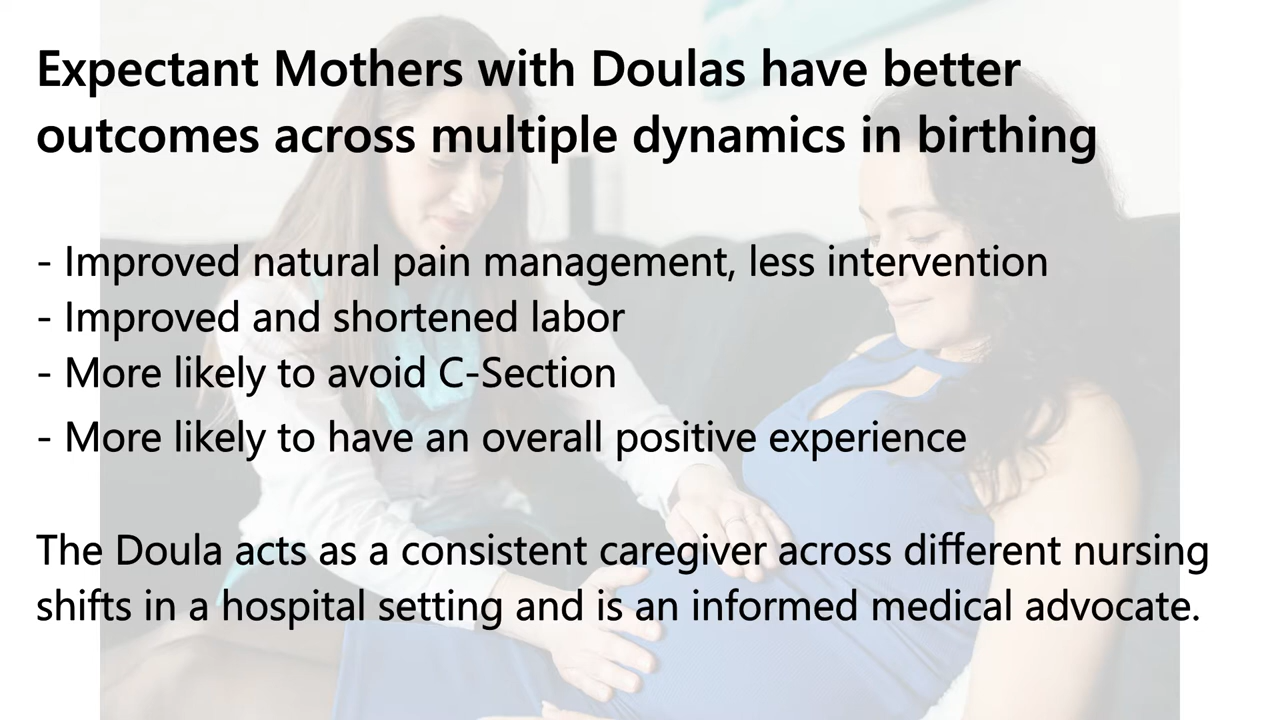 Expectant Mothers with Doulas have better
outcomes across multiple dynamics in birthing
- Improved natural pain management, less intervention
- Improved and shortened labor
- More likely to avoid C-Section
- More likely to have an overall positive experience
The Doula acts as a consistent caregiver across different nursing
shifts in a hospital setting and is an informed medical advocate.